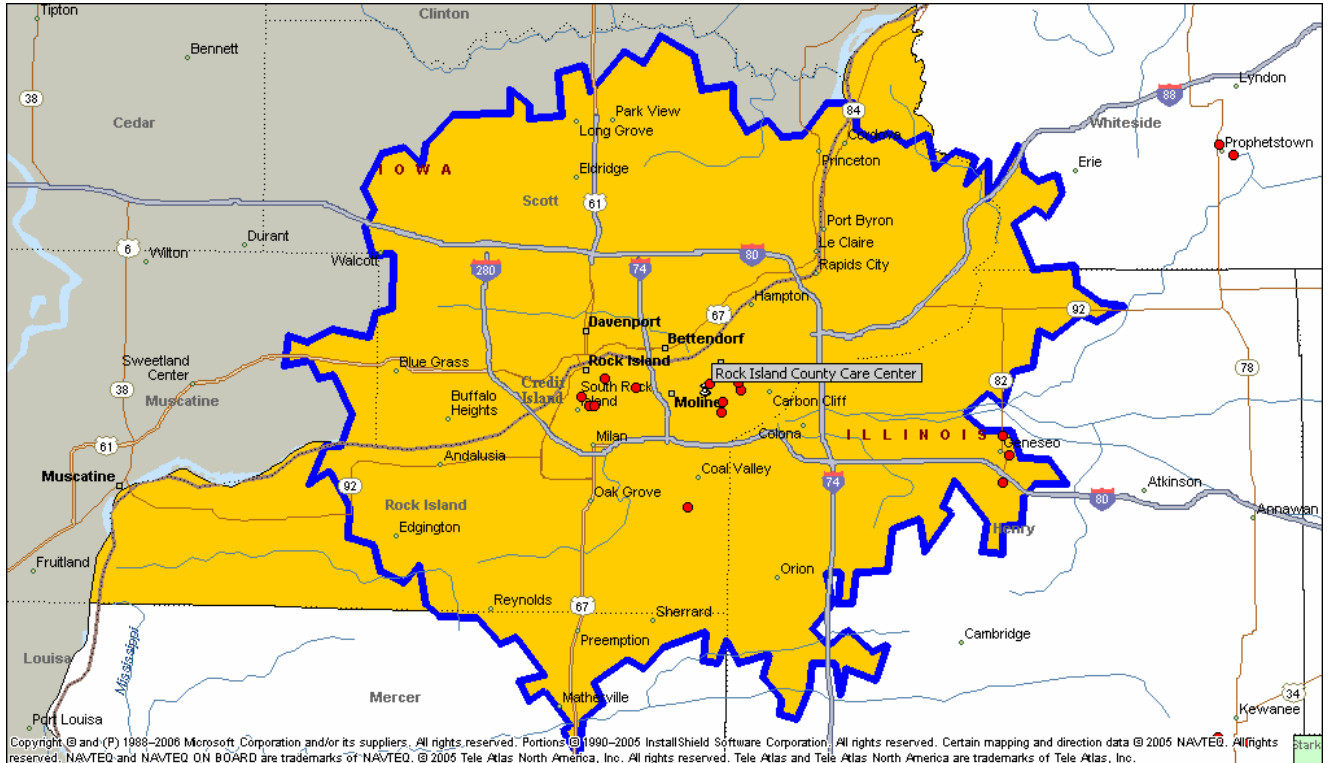 Tipton
Clinton
Bennett
38
Cedar
88
Lyndon
Whiteside
84
Park View
Long Grove
Cordova
Princeton
Prophetstown
Erie
I O W A
Eldridge
Scott
61
6
Wilton
Durant
Walcott
280
74
80
Port Byron
Le Claire
Rapids City
Hampton
67
92
Davenport
Bettendorf
Sweetland
Center
Blue Grass
Rock Island
Rock Island County Care Center
78
82
38
Muscatine
Credit
Island
South Rock
Island
Buffalo
Heights
Moline
Carbon Cliff
61
Milan
Colona
I L L I N O I S
Geneseo
Muscatine
Andalusia
Coal Valley
92
74
80
Atkinson
Rock Island
Oak Grove
Annawan
Edgington
Henry
Fruitland
Orion
Reynolds
67
Sherrard
Preemption
Cambridge
Louisa
Mississippi
Mercer
Mathesville
34
Port Louisa
Kewanee
Stark
Copyright © and (P) 1988–2006 Microsoft Corporation and/or its suppliers. All rights reserved. Portions © 1990–2005 InstallShield Software Corporation. All rights reserved. Certain mapping and direction data © 2005 NAVTEQ. All rights
reserved. NAVTEQ and NAVTEQ ON BOARD are trademarks of NAVTEQ. © 2005 Tele Atlas North America, Inc. All rights reserved. Tele Atlas and Tele Atlas North America are trademarks of Tele Atlas, Inc.